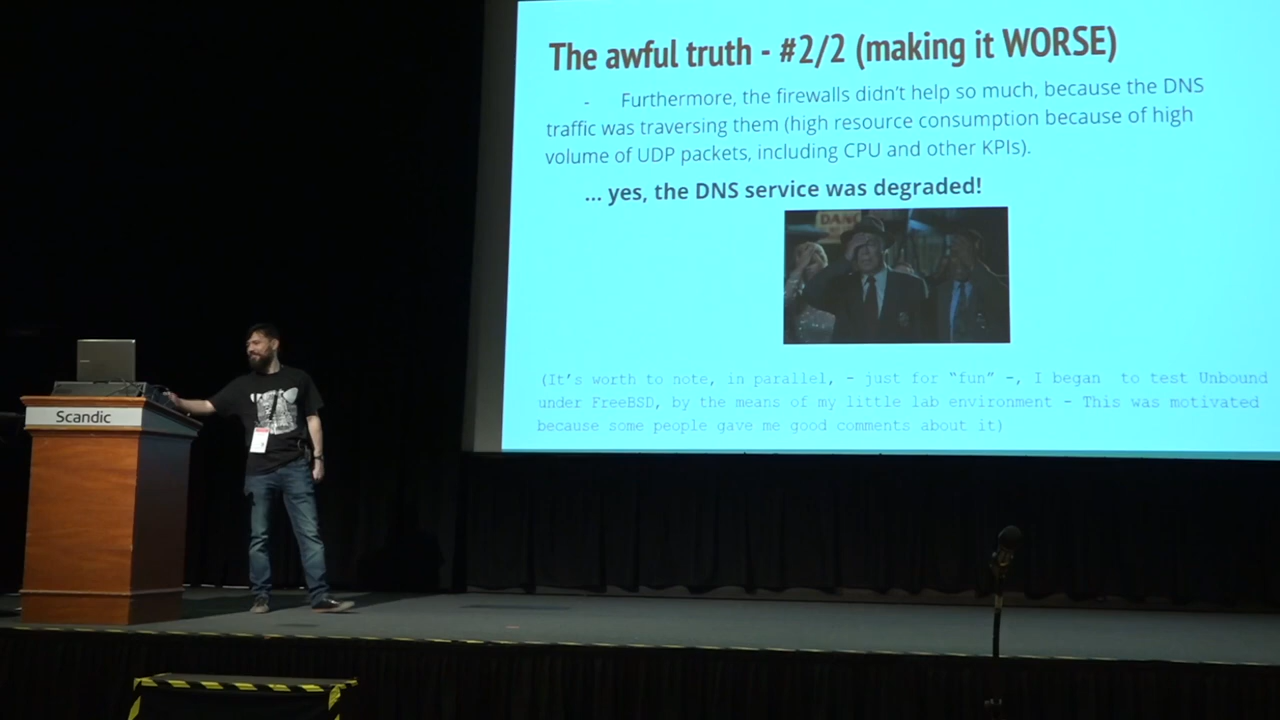 The awful truth - #2/2 (making it WORSE)
- Furthermore, the firewalls didn't help so much, because the DNS
traffic was traversing them (high resource consumption because of high
volume of UDP packets, including CPU and other KPIs).
... yes, the DNS service was degraded!
DANC
(It's worth to note, in parallel, - just for "fun" -, I began to test Unbound
under FreeBSD, by the means of my little lab environment - This was motivated
because some people gave me good comments about it)
Scandic